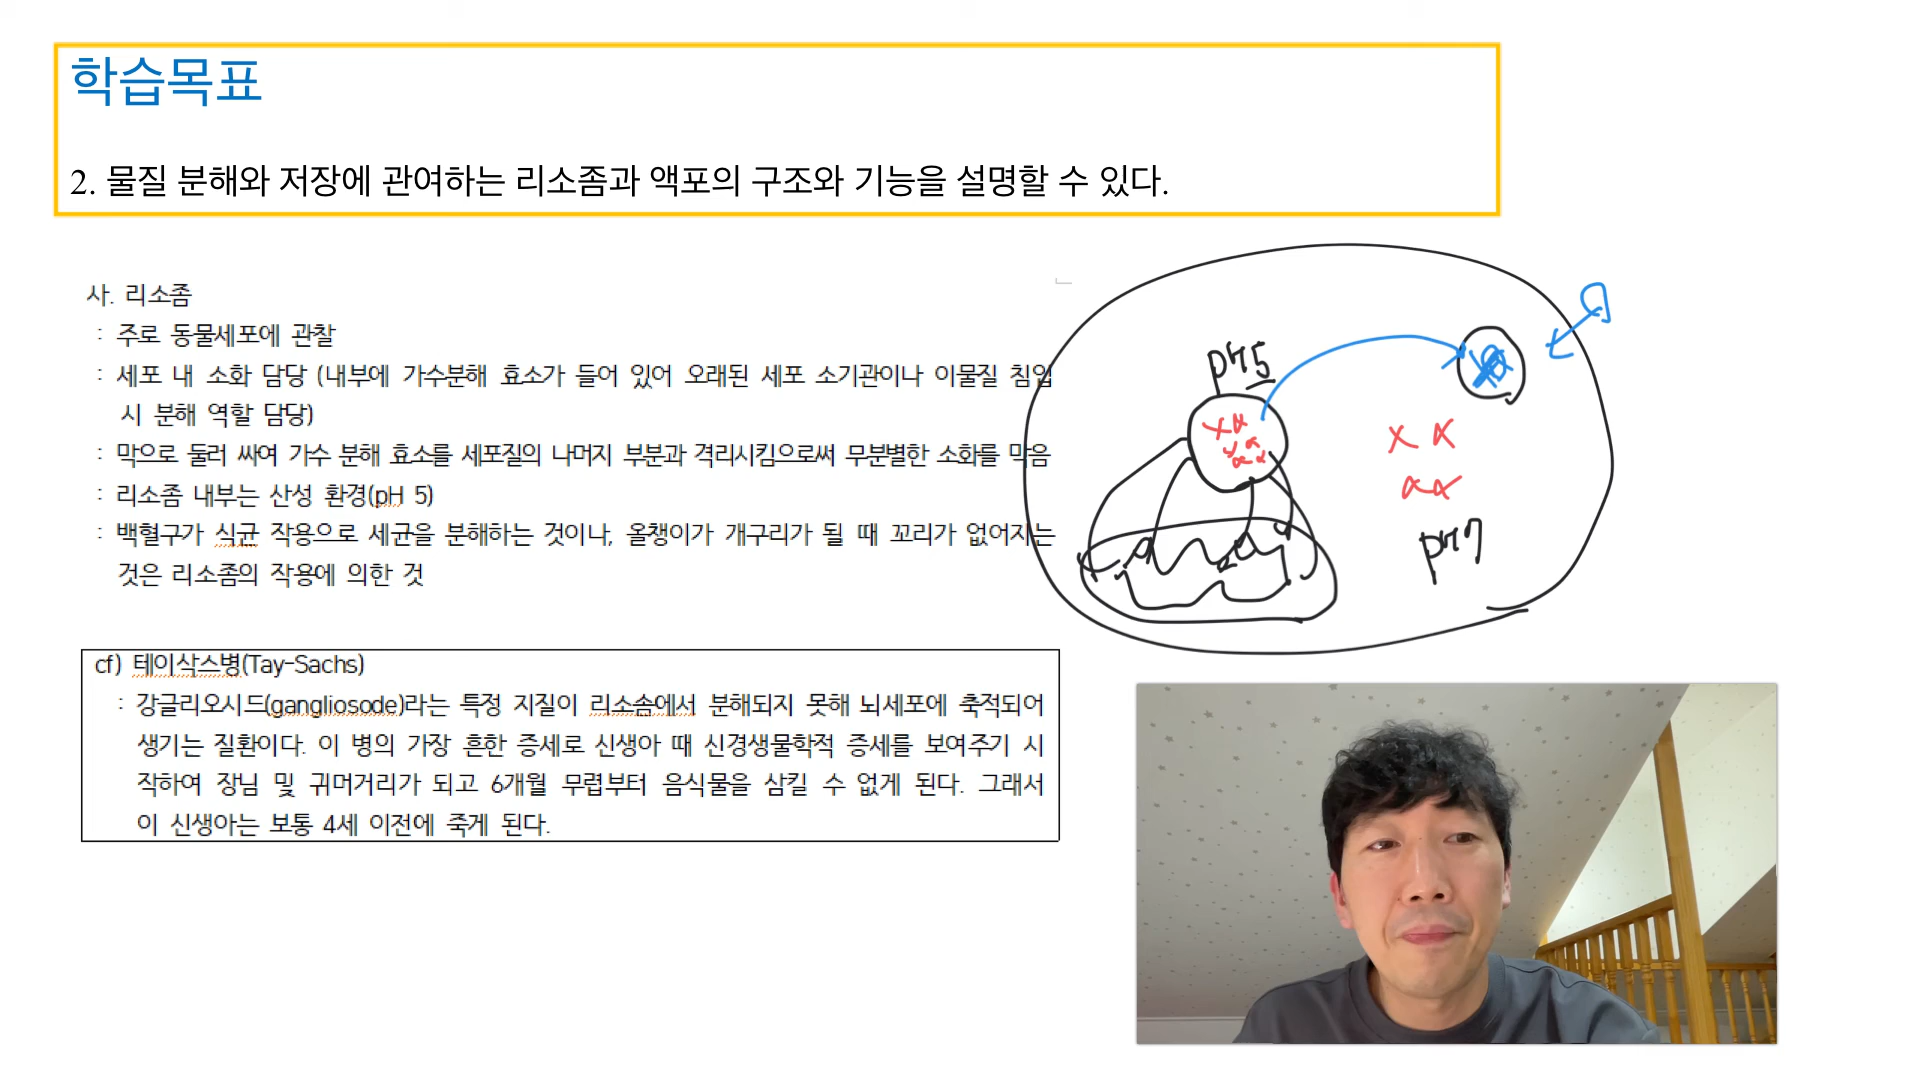 학습목표
2. 물질 분해와 저장에 관여하는 리소좀과 액포의 구조와 기능을 설명할 수 있다.
사. 리소좀
: 주로 동물세포에 관찰
: 세포 내 소화 담당 (내부에 가수분해 효소가 들어 있어 오래된 세포 소기관이나 이물질 침입
시 분해 역할 담당)
: 막으로 둘러 싸여 가수 분해 효소를 세포질의 나머지 부분과 격리시킴으로써 무분별한 소화를 막음
: 리소좀 내부는 산성 환경(pH 5)
: 백혈구가 식균 작용으로 세균을 분해하는 것이나, 올챙이가 개구리가 될 때 꼬리가 없어지는
것은 리소좀의 작용에 의한 것
cf) 테이삭스병(Tay-Sachs)
: 강글리오시드(gangliosode)라는 특정 지질이 리소솜에서 분해되지 못해 뇌세포에 축적되어
생기는 질환이다. 이 병의 가장 흔한 증세로 신생아 때 신경생물학적 증세를 보여주기 시
작하여 장님 및 귀머거리가 되고 6개월 무렵부터 음식물을 삼킬 수 없게 된다. 그래서
이 신생아는 보통 4세 이전에 죽게 된다.
pH 5
pH 7